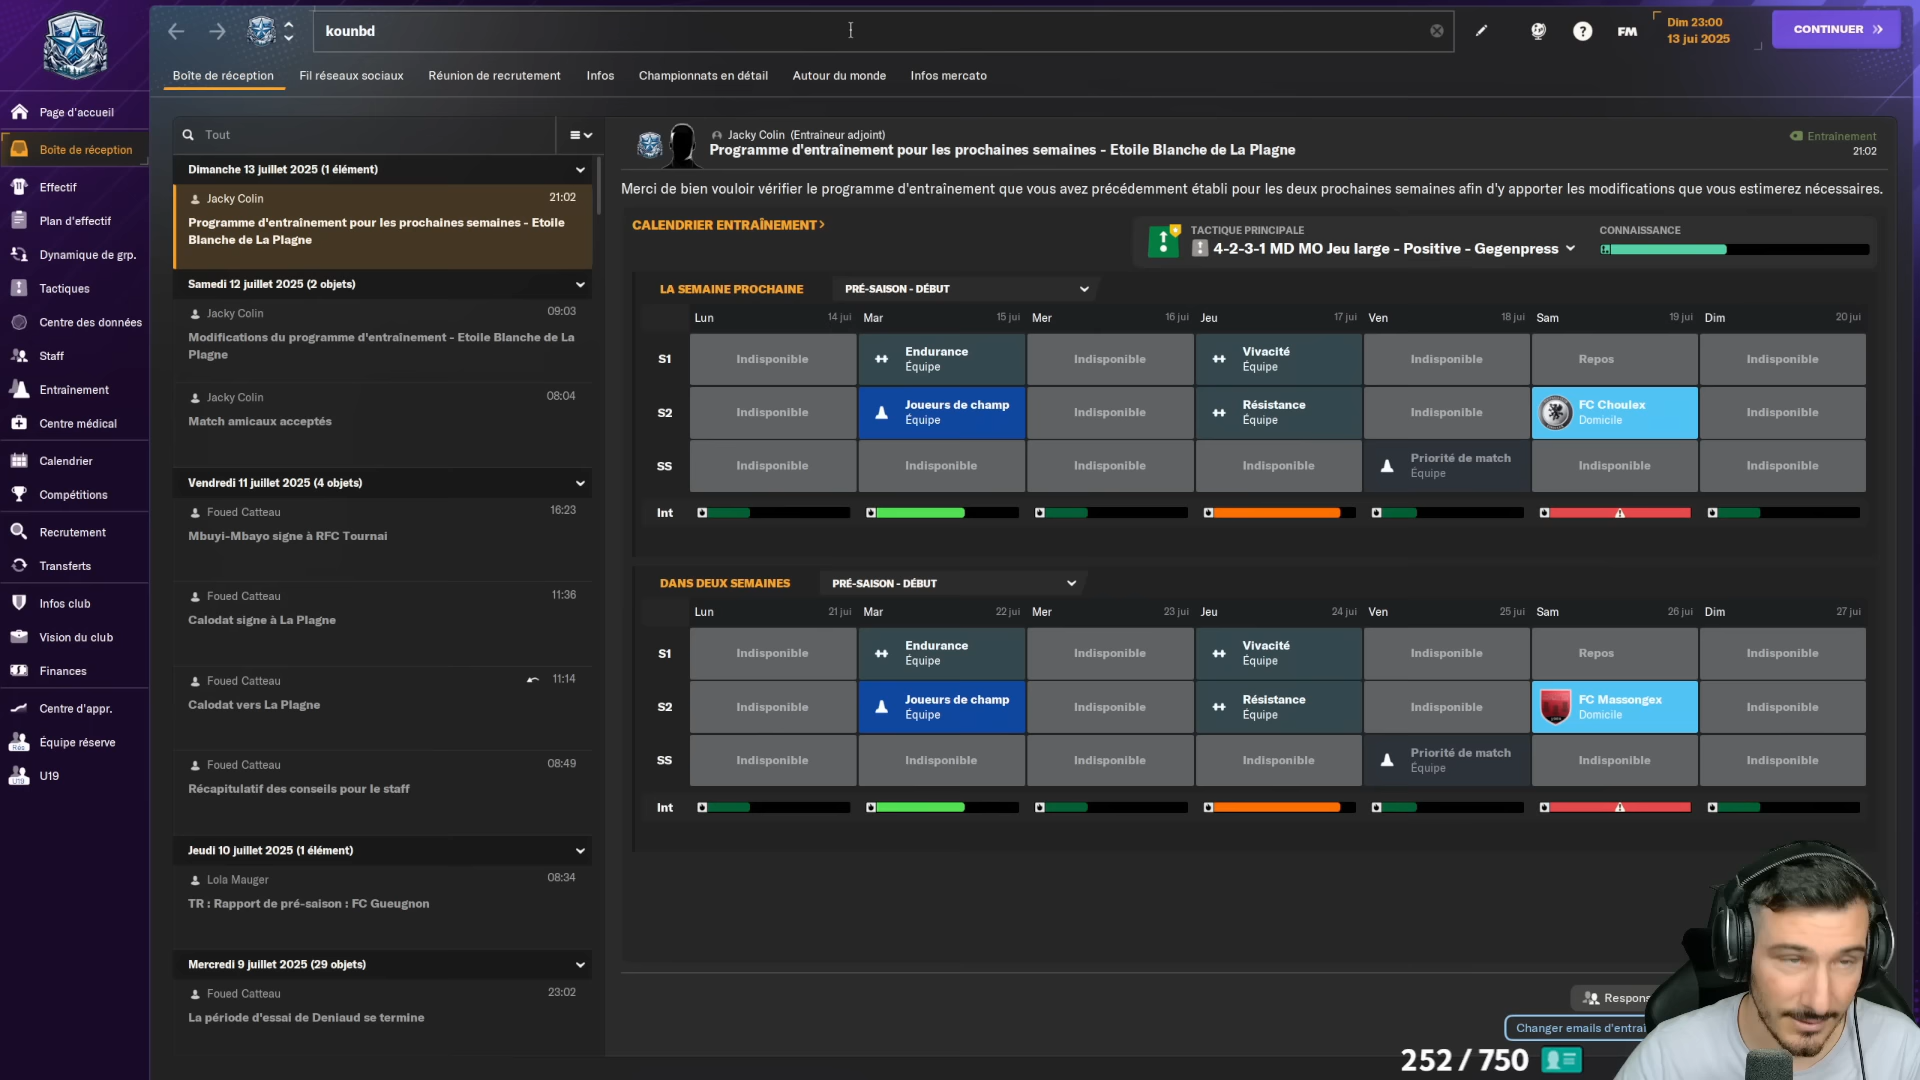 kounbd
FM
Dim 23:00
13 jui 2025
CONTINUER
Boîte de réception
Fil réseaux sociaux
Réunion de recrutement
Infos
Championnats en détail
Autour du monde
Infos mercato
Page d'accueil
Boîte de réception
Effectif
Plan d'effectif
Dynamique de grp.
Tactiques
Centre des données
Staff
Entraînement
Centre médical
Calendrier
Compétitions
Recrutement
Transferts
Infos club
Vision du club
Finances
Centre d'appr.
Équipe réserve
U19
Tout
Dimanche 13 juillet 2025 (1 élément)
Jacky Colin 21:02
Programme d'entraînement pour les prochaines semaines - Etoile
Blanche de La Plagne
Samedi 12 juillet 2025 (2 objets)
Jacky Colin 09:03
Modifications du programme d'entraînement - Etoile Blanche de La
Plagne
Jacky Colin 08:04
Match amicaux acceptés
Vendredi 11 juillet 2025 (4 objets)
Foued Catteau 16:23
Mbuyi-Mbayo signe à RFC Tournai
Foued Catteau 11:36
Calodat signe à La Plagne
Foued Catteau 11:14
Calodat vers La Plagne
Foued Catteau 08:49
Récapitulatif des conseils pour le staff
Jeudi 10 juillet 2025 (1 élément)
Lola Mauger 08:34
TR : Rapport de pré-saison : FC Gueugnon
Mercredi 9 juillet 2025 (29 objets)
Foued Catteau 23:02
La période d'essai de Deniaud se termine
Jacky Colin (Entraîneur adjoint)
Programme d'entraînement pour les prochaines semaines - Etoile Blanche de La Plagne
Entraînement
21:02
Merci de bien vouloir vérifier le programme d'entraînement que vous avez précédemment établi pour les deux prochaines semaines afin d'y apporter les modifications que vous estimerez nécessaires.
CALENDRIER ENTRAÎNEMENT
TACTIQUE PRINCIPALE
4-2-3-1 MD MO Jeu large - Positive - Gegenpress
CONNAISSANCE
LA SEMAINE PROCHAINE PRÉ-SAISON - DÉBUT
Lun 14 jui Mar 15 jui Mer 16 jui Jeu 17 jui Ven 18 jui Sam 19 jui Dim 20 jui
S1 Indisponible Endurance Équipe Indisponible Vivacité Équipe Indisponible Repos Indisponible
S2 Indisponible Joueurs de champ Équipe Indisponible Résistance Équipe Indisponible FC Choulex Domicile Indisponible
SS Indisponible Indisponible Indisponible Indisponible Priorité de match Équipe Indisponible Indisponible
Int
DANS DEUX SEMAINES PRÉ-SAISON - DÉBUT
Lun 21 jui Mar 22 jui Mer 23 jui Jeu 24 jui Ven 25 jui Sam 26 jui Dim 27 jui
S1 Indisponible Endurance Équipe Indisponible Vivacité Équipe Indisponible Repos Indisponible
S2 Indisponible Joueurs de champ Équipe Indisponible Résistance Équipe Indisponible FC Massongex Domicile Indisponible
SS Indisponible Indisponible Indisponible Indisponible Priorité de match Équipe Indisponible Indisponible
Int
Respons
Changer emails d'entraî
252 / 750